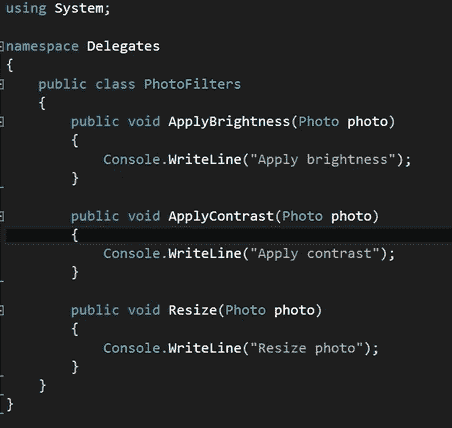 using System;
namespace Delegates
{
public class PhotoFilters
{
public void ApplyBrightness(Photo photo)
{
Console.WriteLine("Apply brightness");
}
public void ApplyContrast(Photo photo)
{
Console.WriteLine("Apply contrast");
}
public void Resize(Photo photo)
{
Console.WriteLine("Resize photo");
}
}
}